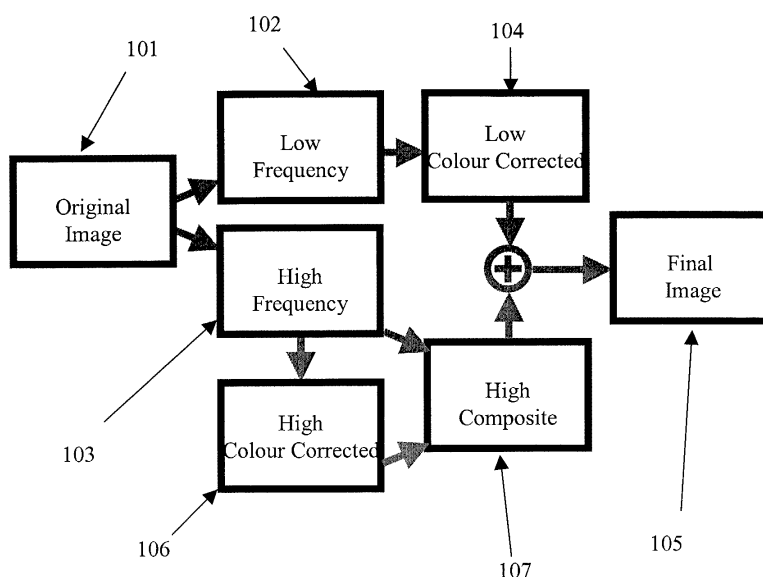 102
104
101
Low
Frequency
Low
Colour Corrected
Original
Image
High
Frequency
Final
Image
High
Composite
High
Colour Corrected
103
106
107
105